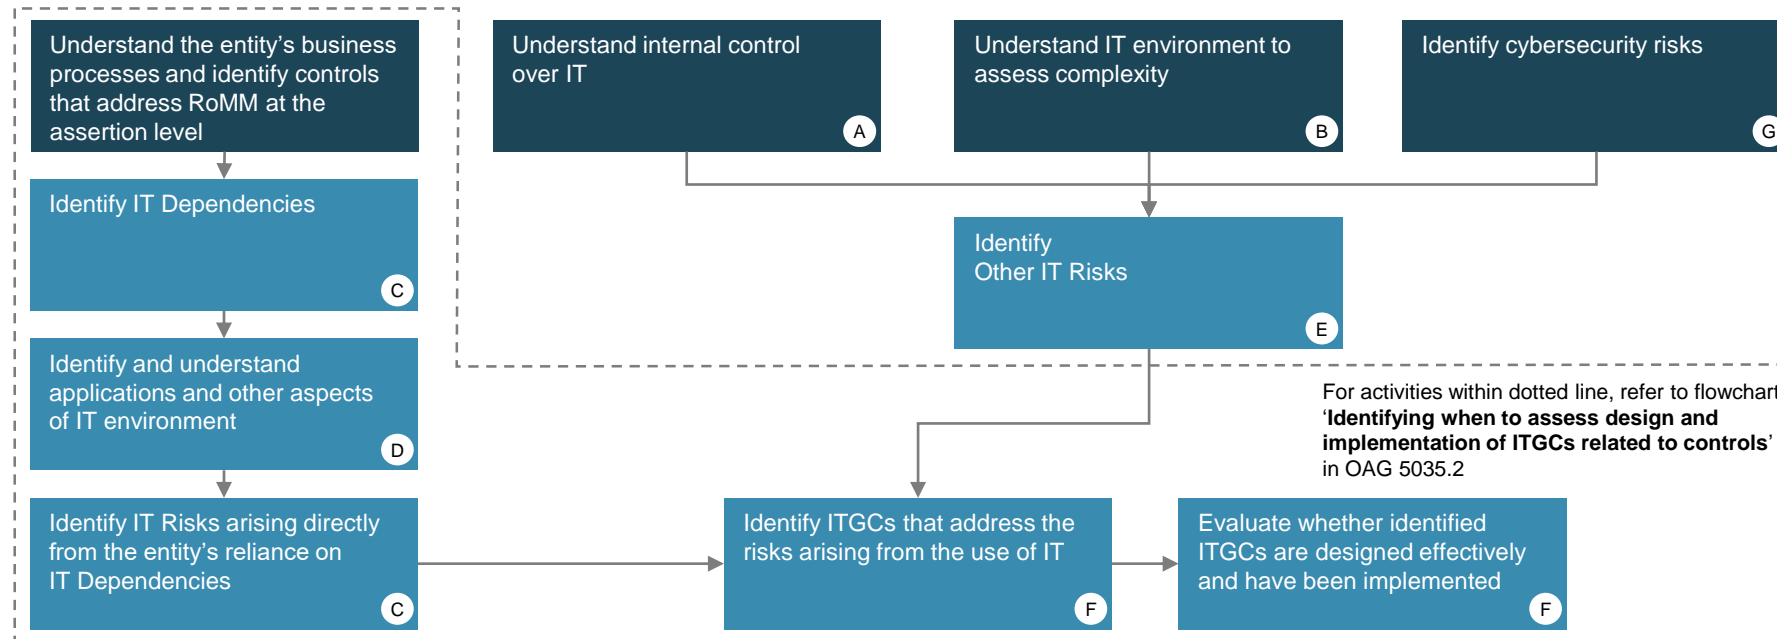 Understand the entity’s business
processes and identify controls
that address RoMM at the
assertion level
Understand internal control
over IT
A
Understand IT environment to
assess complexity
B
Identify cybersecurity risks
G
Identify IT Dependencies
C
Identify
Other IT Risks
E
Identify and understand
applications and other aspects
of IT environment
D
For activities within dotted line, refer to flowchart
‘Identifying when to assess design and
implementation of ITGCs related to controls’
in OAG 5035.2
Identify IT Risks arising directly
from the entity’s reliance on
IT Dependencies
C
Identify ITGCs that address the
risks arising from the use of IT
F
Evaluate whether identified
ITGCs are designed effectively
and have been implemented
F